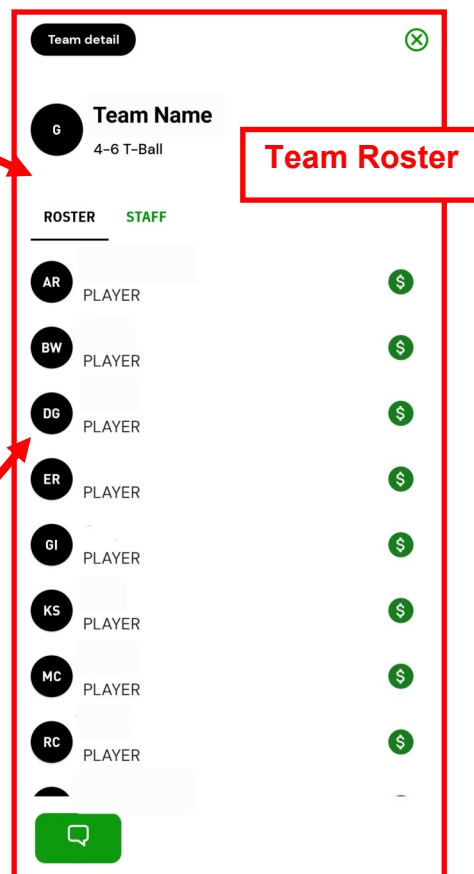 Team detail
G
Team Name
4-6 T-Ball
Team Roster
ROSTER STAFF
AR
PLAYER
$
BW
PLAYER
$
DG
PLAYER
$
ER
PLAYER
$
GI
PLAYER
$
KS
PLAYER
$
MC
PLAYER
$
RC
PLAYER
$